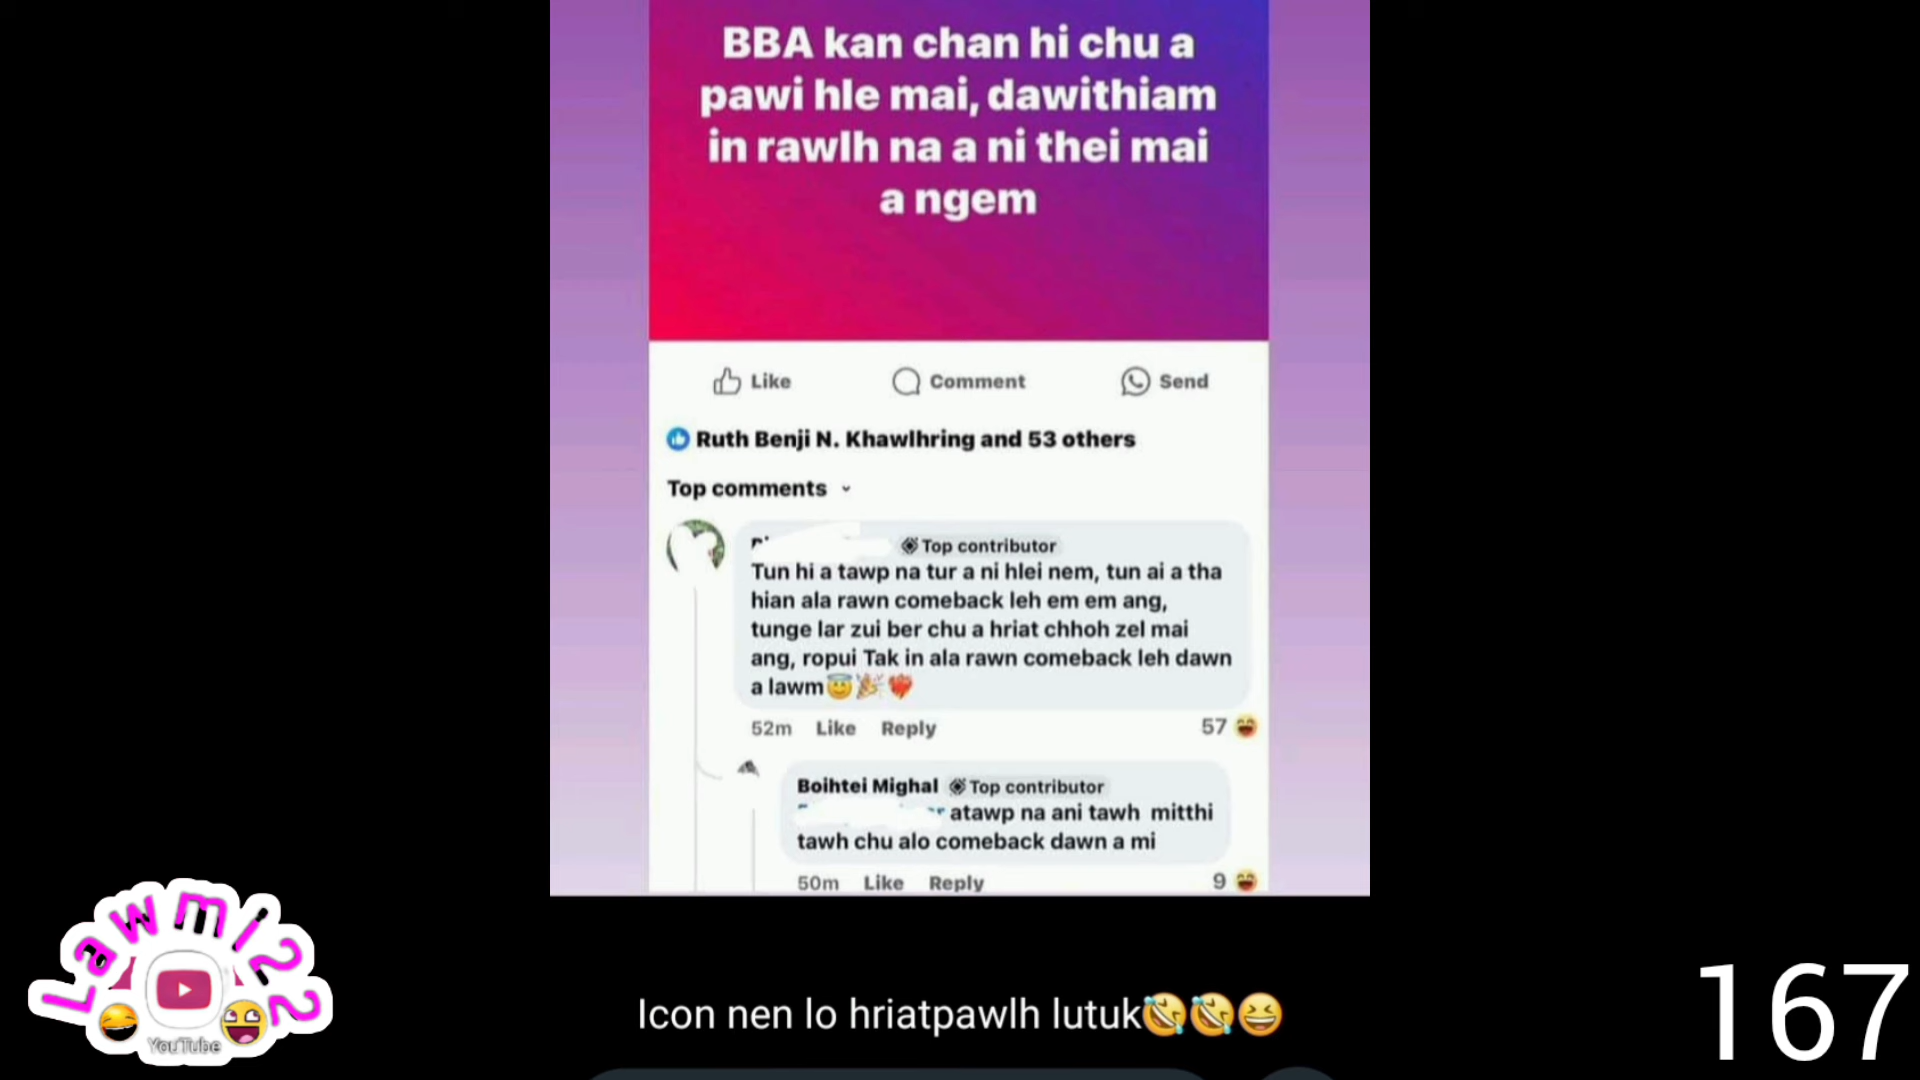 BBA kan chan hi chu a
pawi hle mai, dawithiam
in rawlh na a ni thei mai
a ngem
Like Comment Send
Ruth Benji N. Khawlhring and 53 others
Top comments
Top contributor
Tun hi a tawp na tur a ni hlei nem, tun ai a tha
hian ala rawn comeback leh em em ang,
tunge lar zui ber chu a hriat chhoh zel mai
ang, ropui Tak in ala rawn comeback leh dawn
a lawm😇🎉❤️‍🔥
52m Like Reply 57 😆
Boihtei Mighal Top contributor
atawp na ani tawh mitthi
tawh chu alo comeback dawn a mi
50m Like Reply 9 😆
Lawmi22
YouTube
Icon nen lo hriatpawlh lutuk🤣🤣😆
167